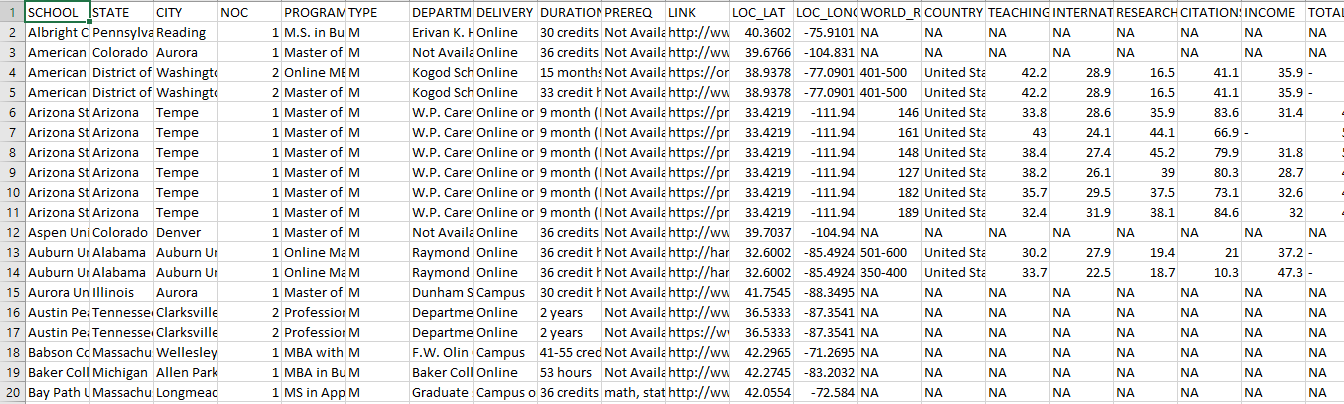 1 SCHOOL STATE CITY NOC PROGRAM TYPE DEPARTM DELIVERY DURATION PREREQ LINK LOC_LAT LOC_LONG WORLD_R COUNTRY TEACHING INTERNAT RESEARCH CITATIONS INCOME TOTAL
2 Albright C Pennsylva Reading 1 M.S. in Bu M Erivan K. H Online 30 credits Not Availa http://ww 40.3602 -75.9101 NA NA NA NA NA NA NA NA
3 American Colorado Aurora 1 Master of M Not Availa Online 36 credits Not Availa http://ww 39.6766 -104.831 NA NA NA NA NA NA NA NA
4 American District of Washingto 2 Online ME M Kogod Sch Online 15 months Not Availa https://or 38.9378 -77.0901 401-500 United Sta 42.2 28.9 16.5 41.1 35.9 -
5 American District of Washingto 2 Master of M Kogod Sch Online 33 credit h Not Availa https://or 38.9378 -77.0901 401-500 United Sta 42.2 28.9 16.5 41.1 35.9 -
6 Arizona St Arizona Tempe 1 Master of M W.P. Care Online or 9 month ( Not Availa https://pr 33.4219 -111.94 146 United Sta 33.8 28.6 35.9 83.6 31.4
7 Arizona St Arizona Tempe 1 Master of M W.P. Care Online or 9 month ( Not Availa https://pr 33.4219 -111.94 161 United Sta 43 24.1 44.1 66.9 -
8 Arizona St Arizona Tempe 1 Master of M W.P. Care Online or 9 month ( Not Availa https://pr 33.4219 -111.94 148 United Sta 38.4 27.4 45.2 79.9 31.8
9 Arizona St Arizona Tempe 1 Master of M W.P. Care Online or 9 month ( Not Availa https://pr 33.4219 -111.94 127 United Sta 38.2 26.1 39 80.3 28.7
10 Arizona St Arizona Tempe 1 Master of M W.P. Care Online or 9 month ( Not Availa https://pr 33.4219 -111.94 182 United Sta 35.7 29.5 37.5 73.1 32.6
11 Arizona St Arizona Tempe 1 Master of M W.P. Care Online or 9 month ( Not Availa https://pr 33.4219 -111.94 189 United Sta 32.4 31.9 38.1 84.6 32
12 Aspen Uni Colorado Denver 1 Master of M Not Availa Online 36 credits Not Availa http://ww 39.7037 -104.94 NA NA NA NA NA NA NA NA
13 Auburn Ur Alabama Auburn Ur 1 Online Ma M Raymond Online 36 credit h Not Availa http://har 32.6002 -85.4924 501-600 United Sta 30.2 27.9 19.4 21 37.2 -
14 Auburn Ur Alabama Auburn Ur 1 Online Ma M Raymond Online 36 credit h Not Availa http://har 32.6002 -85.4924 350-400 United Sta 33.7 22.5 18.7 10.3 47.3 -
15 Aurora Un Illinois Aurora 1 Master of M Dunham S Campus 30 credit h Not Availa http://ww 41.7545 -88.3495 NA NA NA NA NA NA NA NA
16 Austin Pea Tennessee Clarksville 2 Profession M Departme Online 2 years Not Availa http://ww 36.5333 -87.3541 NA NA NA NA NA NA NA NA
17 Austin Pea Tennessee Clarksville 2 Profession M Departme Online 2 years Not Availa https://w 36.5333 -87.3541 NA NA NA NA NA NA NA NA
18 Babson Co Massachu Wellesley 1 MBA with M F.W. Olin Campus 41-55 cred Not Availa http://ww 42.2965 -71.2695 NA NA NA NA NA NA NA NA
19 Baker Coll Michigan Allen Park 1 MBA in Bu M Baker Coll Online 53 hours Not Availa http://ww 42.2745 -83.2032 NA NA NA NA NA NA NA NA
20 Bay Path U Massachu Longmead 1 MS in App M Graduate Campus o 36 credits math, stat http://ww 42.0554 -72.584 NA NA NA NA NA NA NA NA